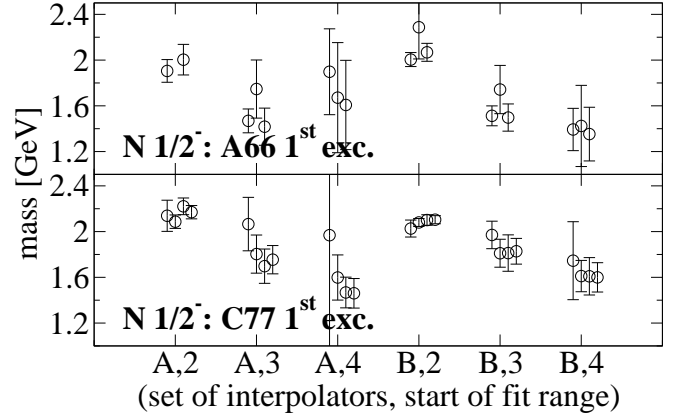 2.4
2
1.6
1.2
N 1/2-: A66 1st exc.
mass [GeV]
2.4
2
1.6
1.2
N 1/2-: C77 1st exc.
A,2 A,3 A,4 B,2 B,3 B,4
(set of interpolators, start of fit range)